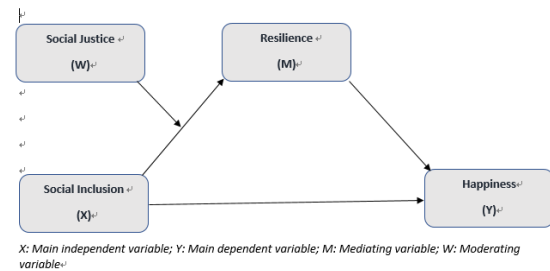 Social Justice
(W)
Resilience
(M)
Social Inclusion
(X)
Happiness
(Y)
X: Main independent variable; Y: Main dependent variable; M: Mediating variable; W: Moderating
variable